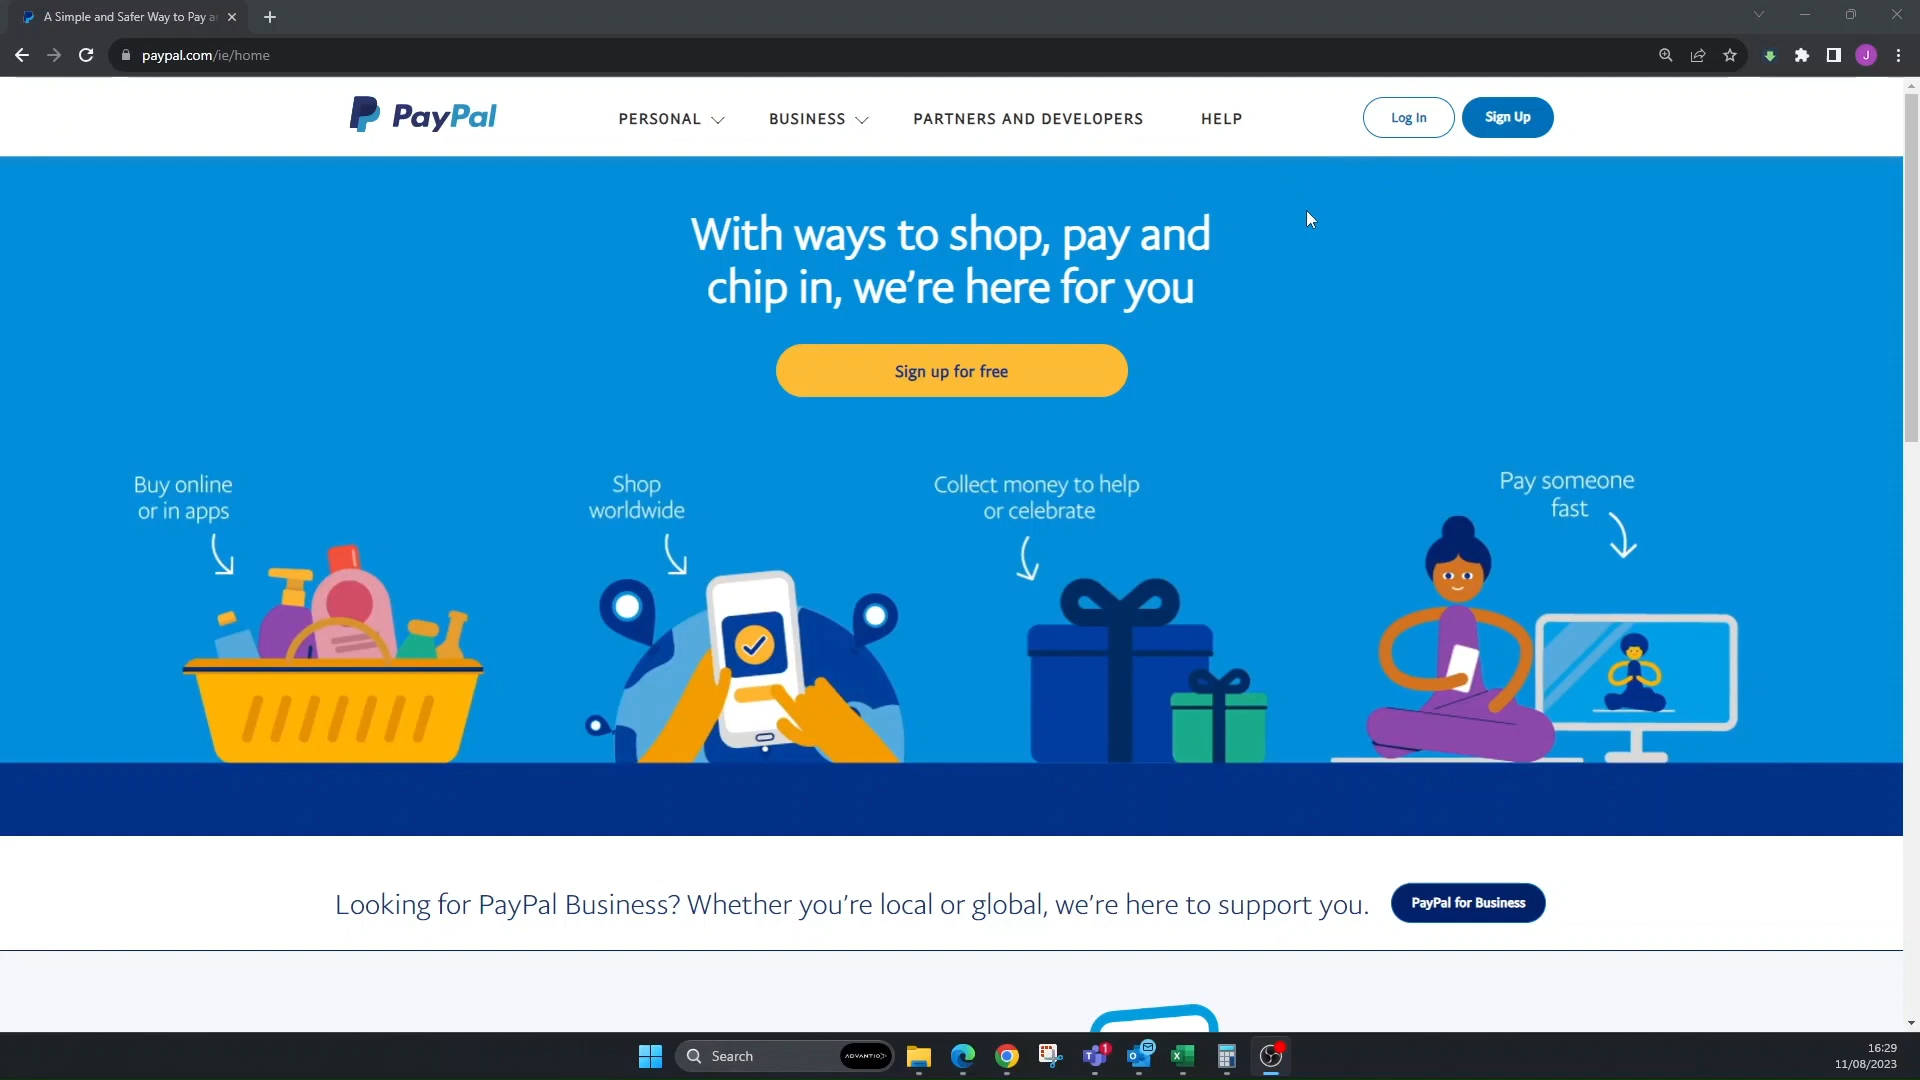 A Simple and Safer Way to Pay a
paypal.com/ie/home
J
PayPal
PERSONAL
BUSINESS
PARTNERS AND DEVELOPERS
HELP
Log In
Sign Up
With ways to shop, pay and
chip in, we're here for you
Sign up for free
Buy online
or in apps
Shop
worldwide
Collect money to help
or celebrate
Pay someone
fast
Looking for PayPal Business? Whether you're local or global, we're here to support you.
PayPal for Business
Search
ADVANTIO
1
16:29
11/08/2023